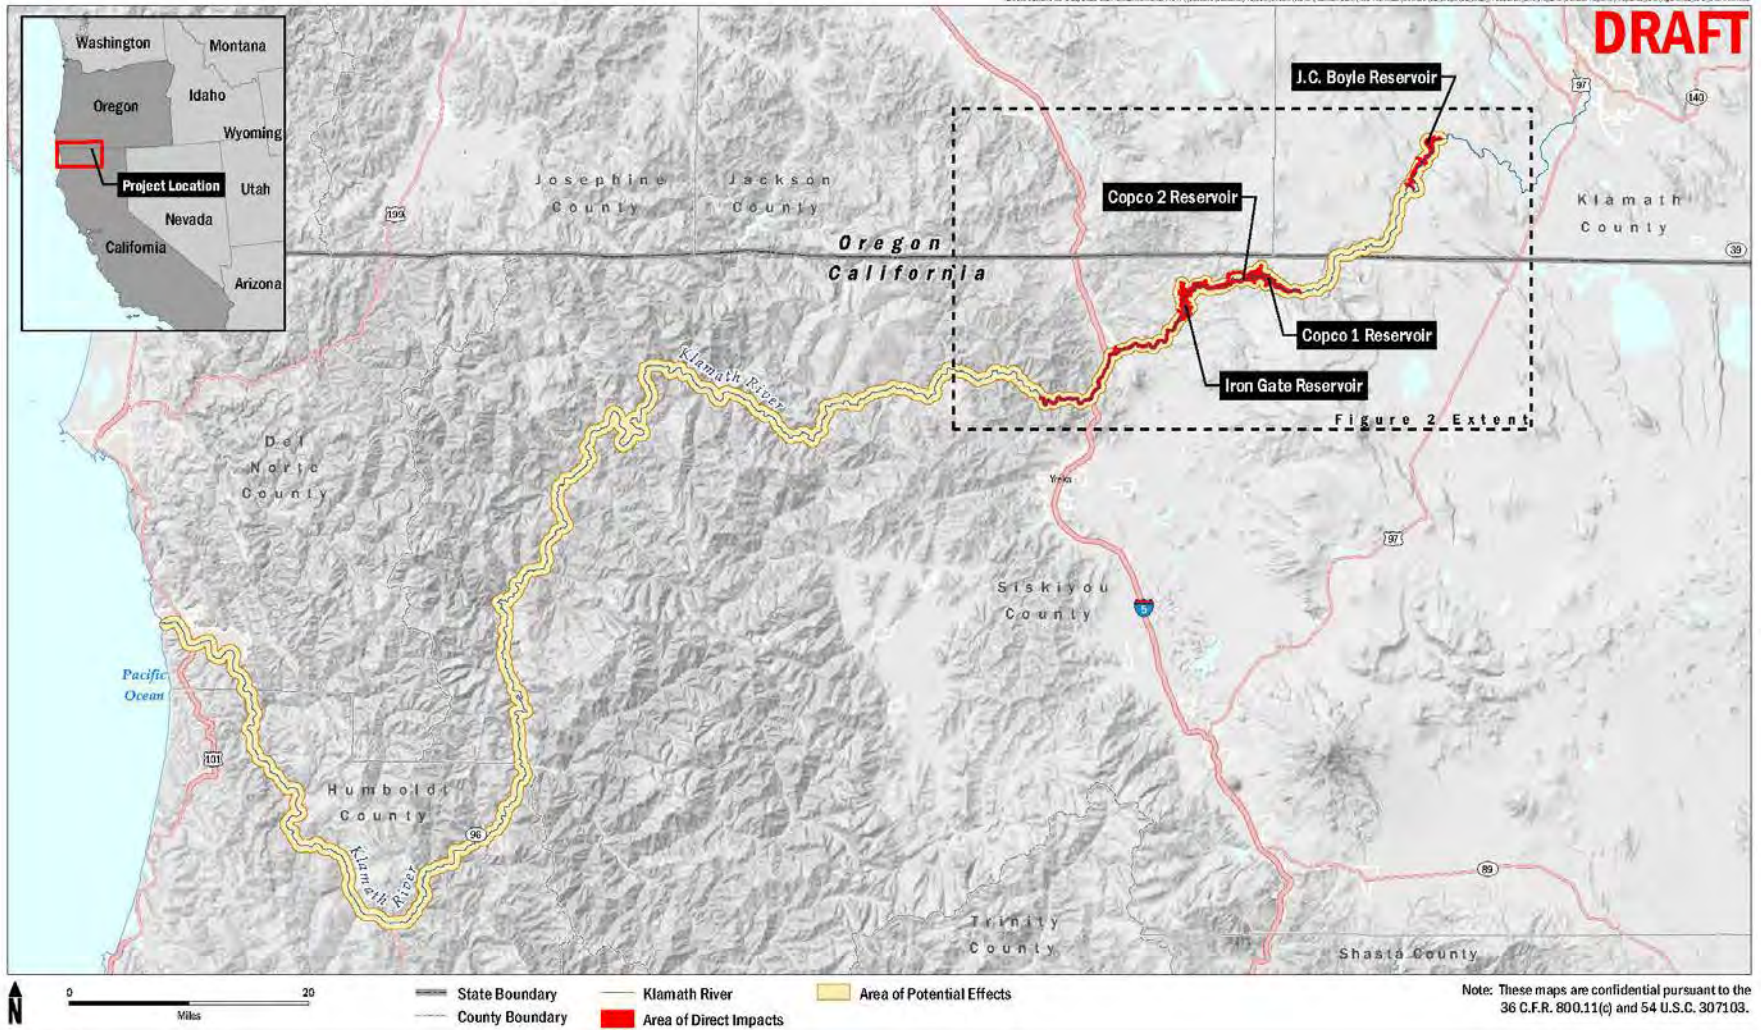 DRAFT
Washington
Montana
Oregon
Idaho
Wyoming
Project Location
Utah
Nevada
California
Arizona
J.C. Boyle Reservoir
97
140
Copco 2 Reservoir
Josephine
County
Jackson
County
Klamath
County
199
Oregon
California
39
Copco 1 Reservoir
Iron Gate Reservoir
Figure 2 Extent
Klamath River
Del
Norte
County
Yreka
97
Siskiyou
County
5
Pacific
Ocean
101
Humboldt
County
96
Klamath River
89
Trinity
County
Shasta County
N
0 20
Miles
State Boundary
County Boundary
Klamath River
Area of Direct Impacts
Area of Potential Effects
Note: These maps are confidential pursuant to the
36 C.F.R. 800.11(c) and 54 U.S.C. 307103.